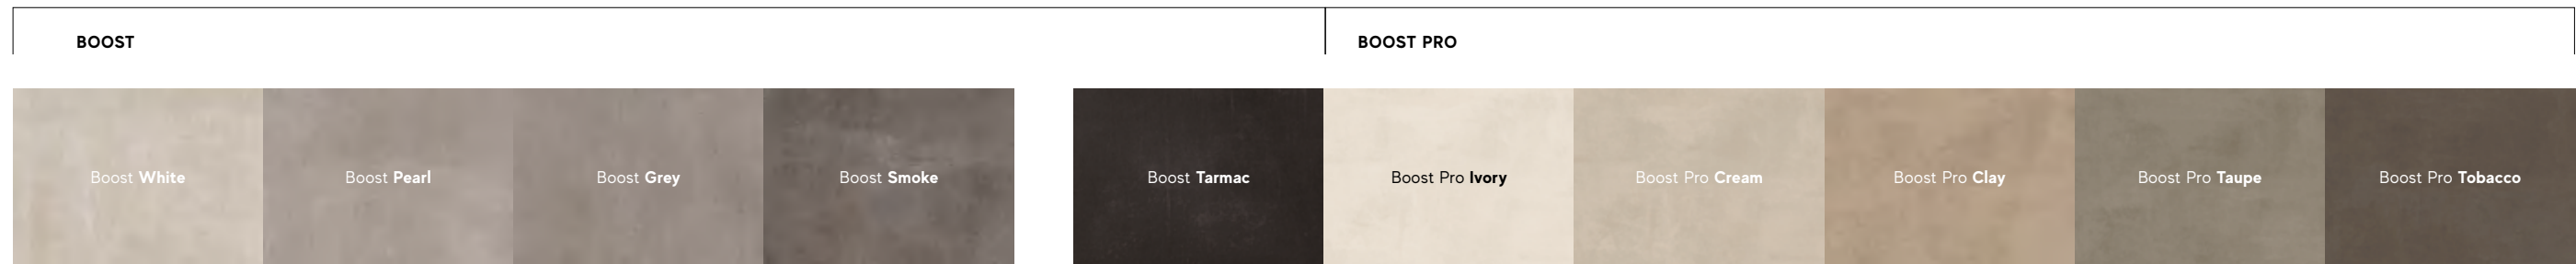 BOOST
BOOST PRO
Boost White
Boost Pearl
Boost Grey
Boost Smoke
Boost Tarmac
Boost Pro Ivory
Boost Pro Cream
Boost Pro Clay
Boost Pro Taupe
Boost Pro Tobacco